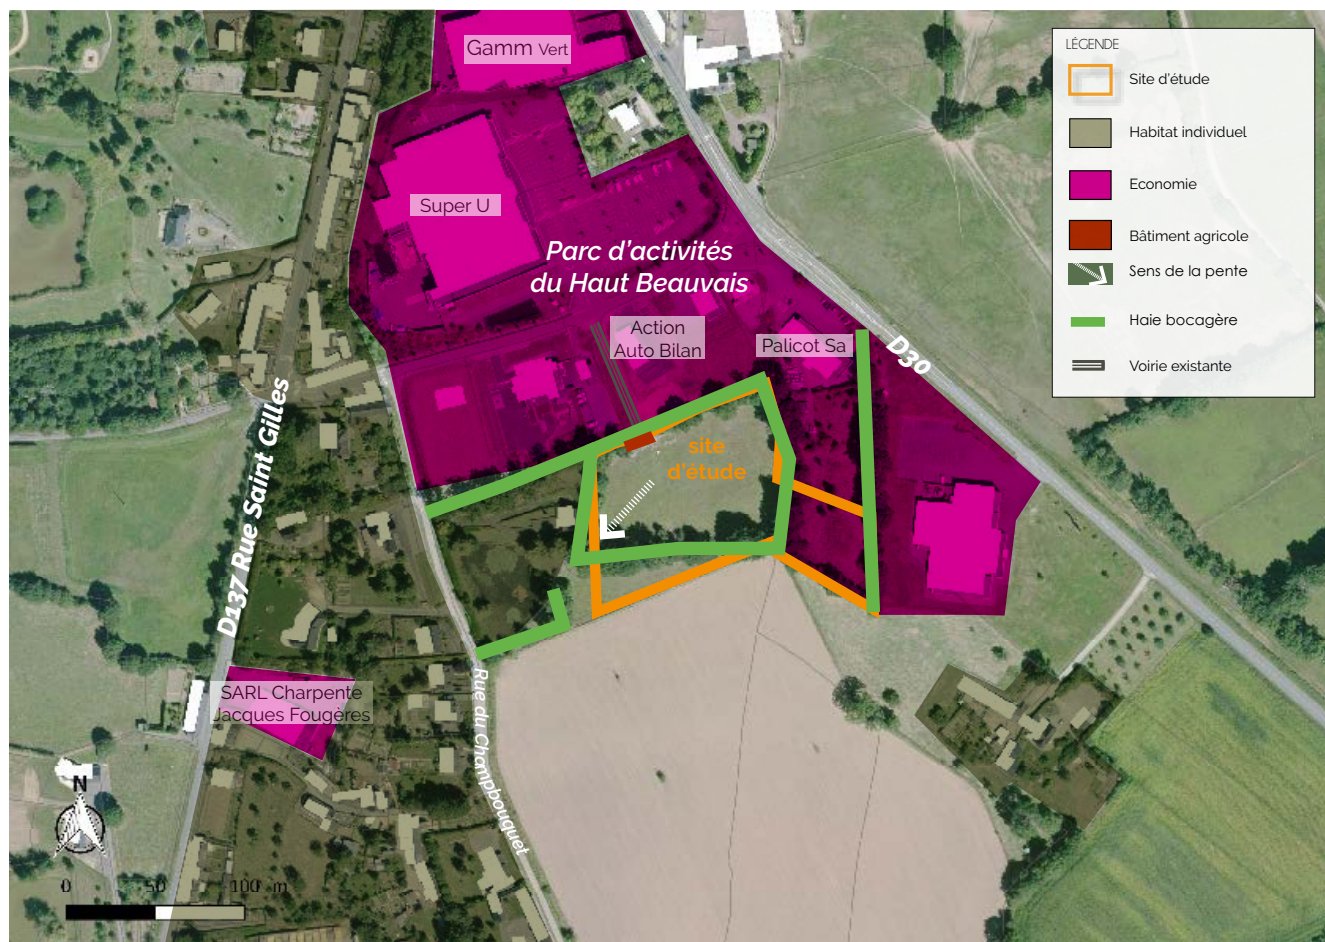 Gamm Vert
LÉGENDE
Site d'étude
Habitat individuel
Economie
Bâtiment agricole
Sens de la pente
Haie bocagère
Voirie existante
Super U
Parc d'activités
du Haut Beauvais
Action
Auto Bilan
Palicot Sa
D30
D137 Rue Saint Gilles
site
d'étude
SARL Charpente
Jacques Fougères
Rue du Champbouquet
N
0 50 100 m